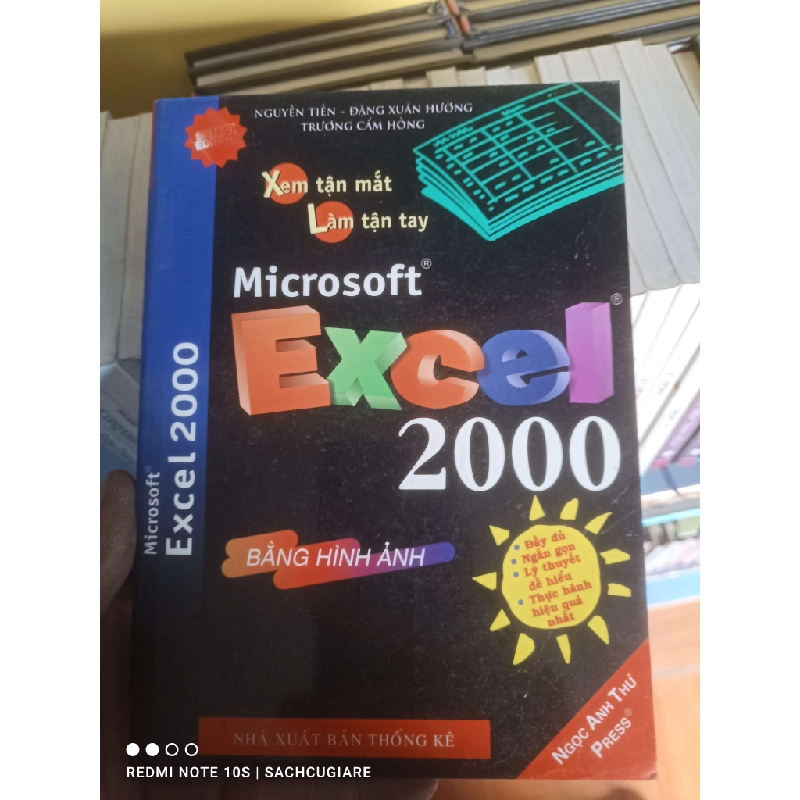 NGUYỄN TIẾN - ĐẶNG XUÂN HƯỜNG
TRƯƠNG CẨM HỒNG
SELECT
EDITION
Xem tận mắt
Làm tận tay
Microsoft®
Excel®
2000
Microsoft®
Excel 2000
BẰNG HÌNH ẢNH
• Đầy đủ
• Ngắn gọn
• Lý thuyết
dễ hiểu
• Thực hành
hiệu quả
nhất
NHÀ XUẤT BẢN THỐNG KÊ
NGỌC ANH THƯ
PRESS®
REDMI NOTE 10S | SACHCUGIARE